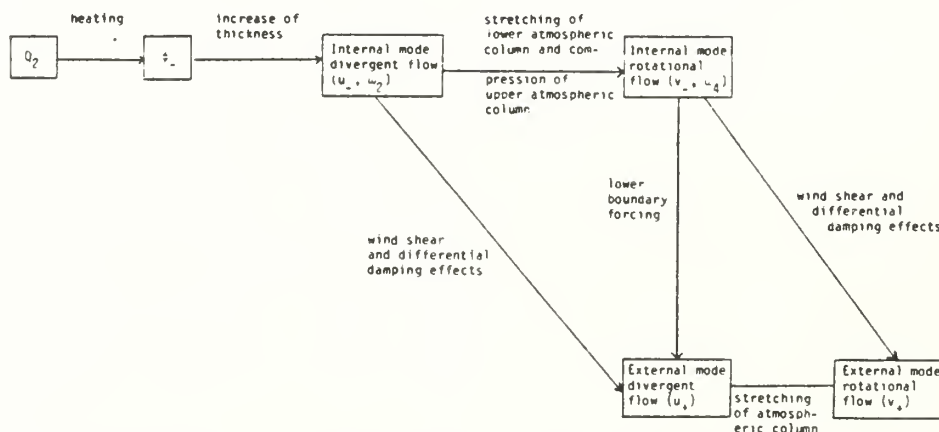 heating
increase of
thickness
stretching of
lower atmospheric
column and com-
pression of
upper atmospheric
column
Q₂
Internal mode
divergent flow
(u₋, ω₂)
Internal mode
rotational
flow (v₋, ω₄)
lower
boundary
forcing
wind shear and
differential
damping effects
wind shear
and differential
damping effects
External mode
divergent
flow (u₊)
stretching
of atmosph-
eric column
External mode
rotational
flow (v₊)